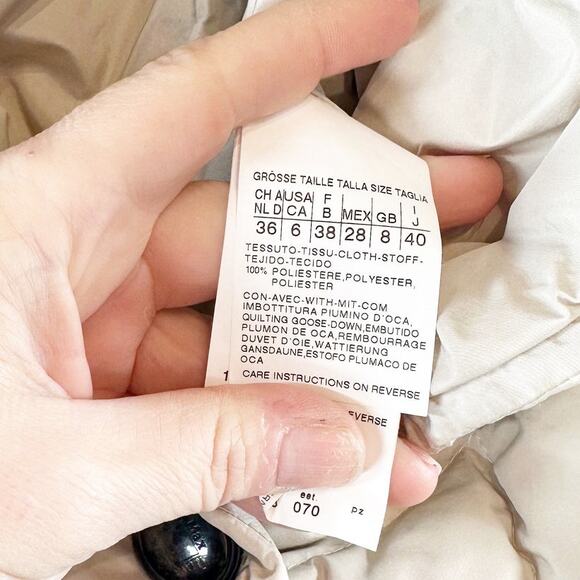 GRÖSSE TAILLE TALLA SIZE TAGLIA
CH A USA F I
NL D CA B MEX GB J
36 6 38 28 8 40
TESSUTO-TISSU-CLOTH-STOFF-
TEJIDO-TECIDO
100% POLIESTERE,POLYESTER,
POLIESTER
CON-AVEC-WITH-MIT-COM
IMBOTTITURA PIUMINO D'OCA,
QUILTING GOOSE-DOWN,EMBUTIDO
PLUMON DE OCA,REMBOURRAGE
DUVET D'OIE,WATTIERUNG
GANSDAUNE,ESTOFO PLUMACO DE
OCA
CARE INSTRUCTIONS ON REVERSE
eet.
070 pz